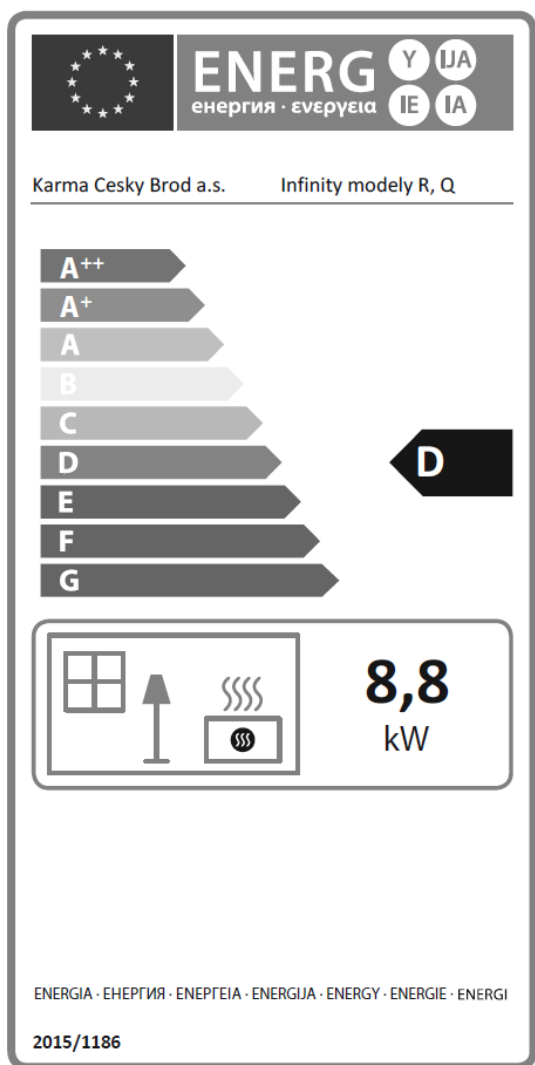 ENERG Y IJA
енергия · ενεργεια IE IA
Karma Cesky Brod a.s. Infinity modely R, Q
A++
A+
A
B
C
D D
E
F
G
8,8
kW
ENERGIA · ЕНЕРГИЯ · ΕΝΕΡΓΕΙΑ · ENERGIJA · ENERGY · ENERGIE · ENERGI
2015/1186